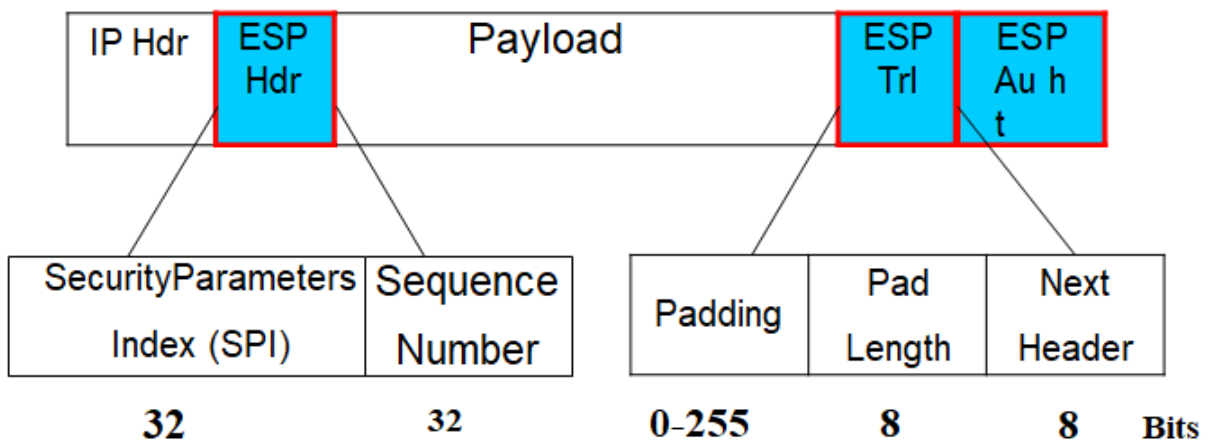 IP Hdr
ESP
Hdr
Payload
ESP
Trl
ESP
Au h
t
SecurityParameters
Index (SPI)
Sequence
Number
Padding
Pad
Length
Next
Header
32
32
0-255
8
8
Bits